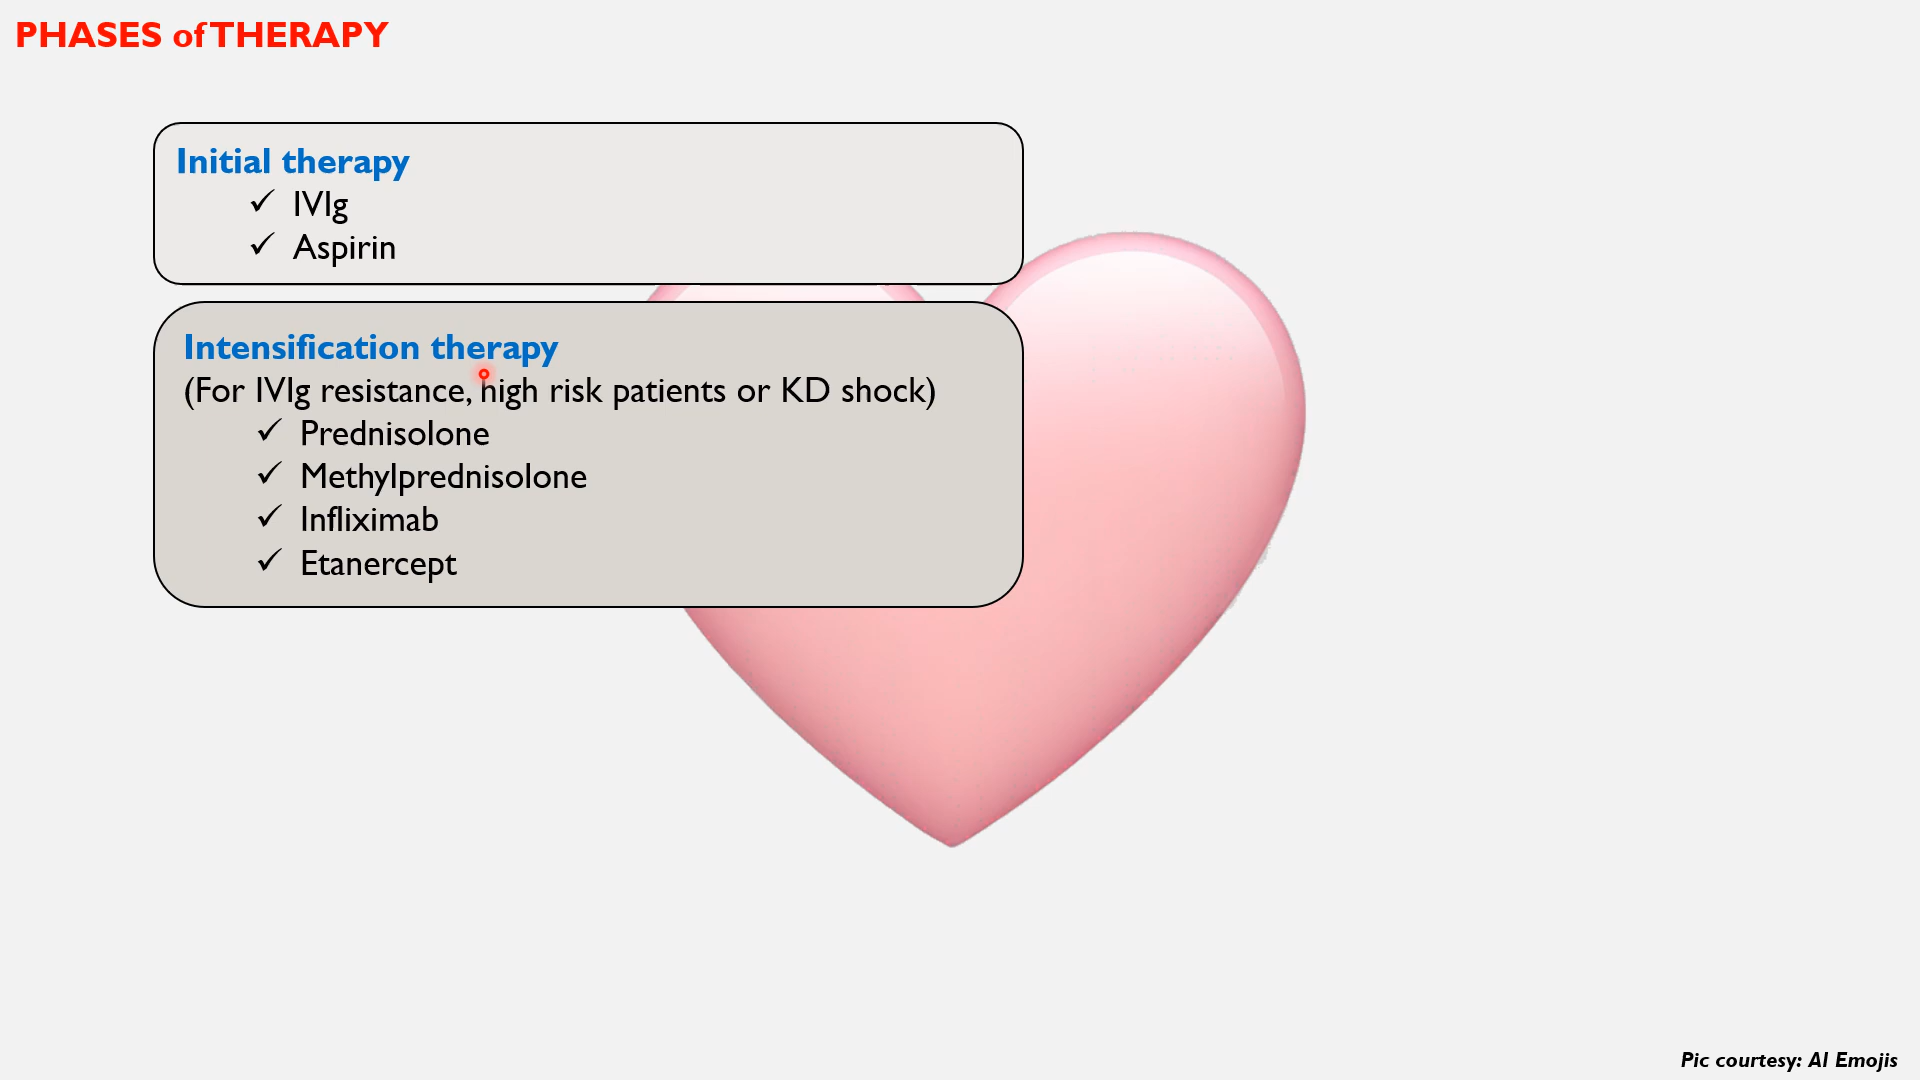 PHASES of THERAPY
Initial therapy
✓ IVIg
✓ Aspirin
Intensification therapy
(For IVIg resistance, high risk patients or KD shock)
✓ Prednisolone
✓ Methylprednisolone
✓ Infliximab
✓ Etanercept
Pic courtesy: AI Emojis